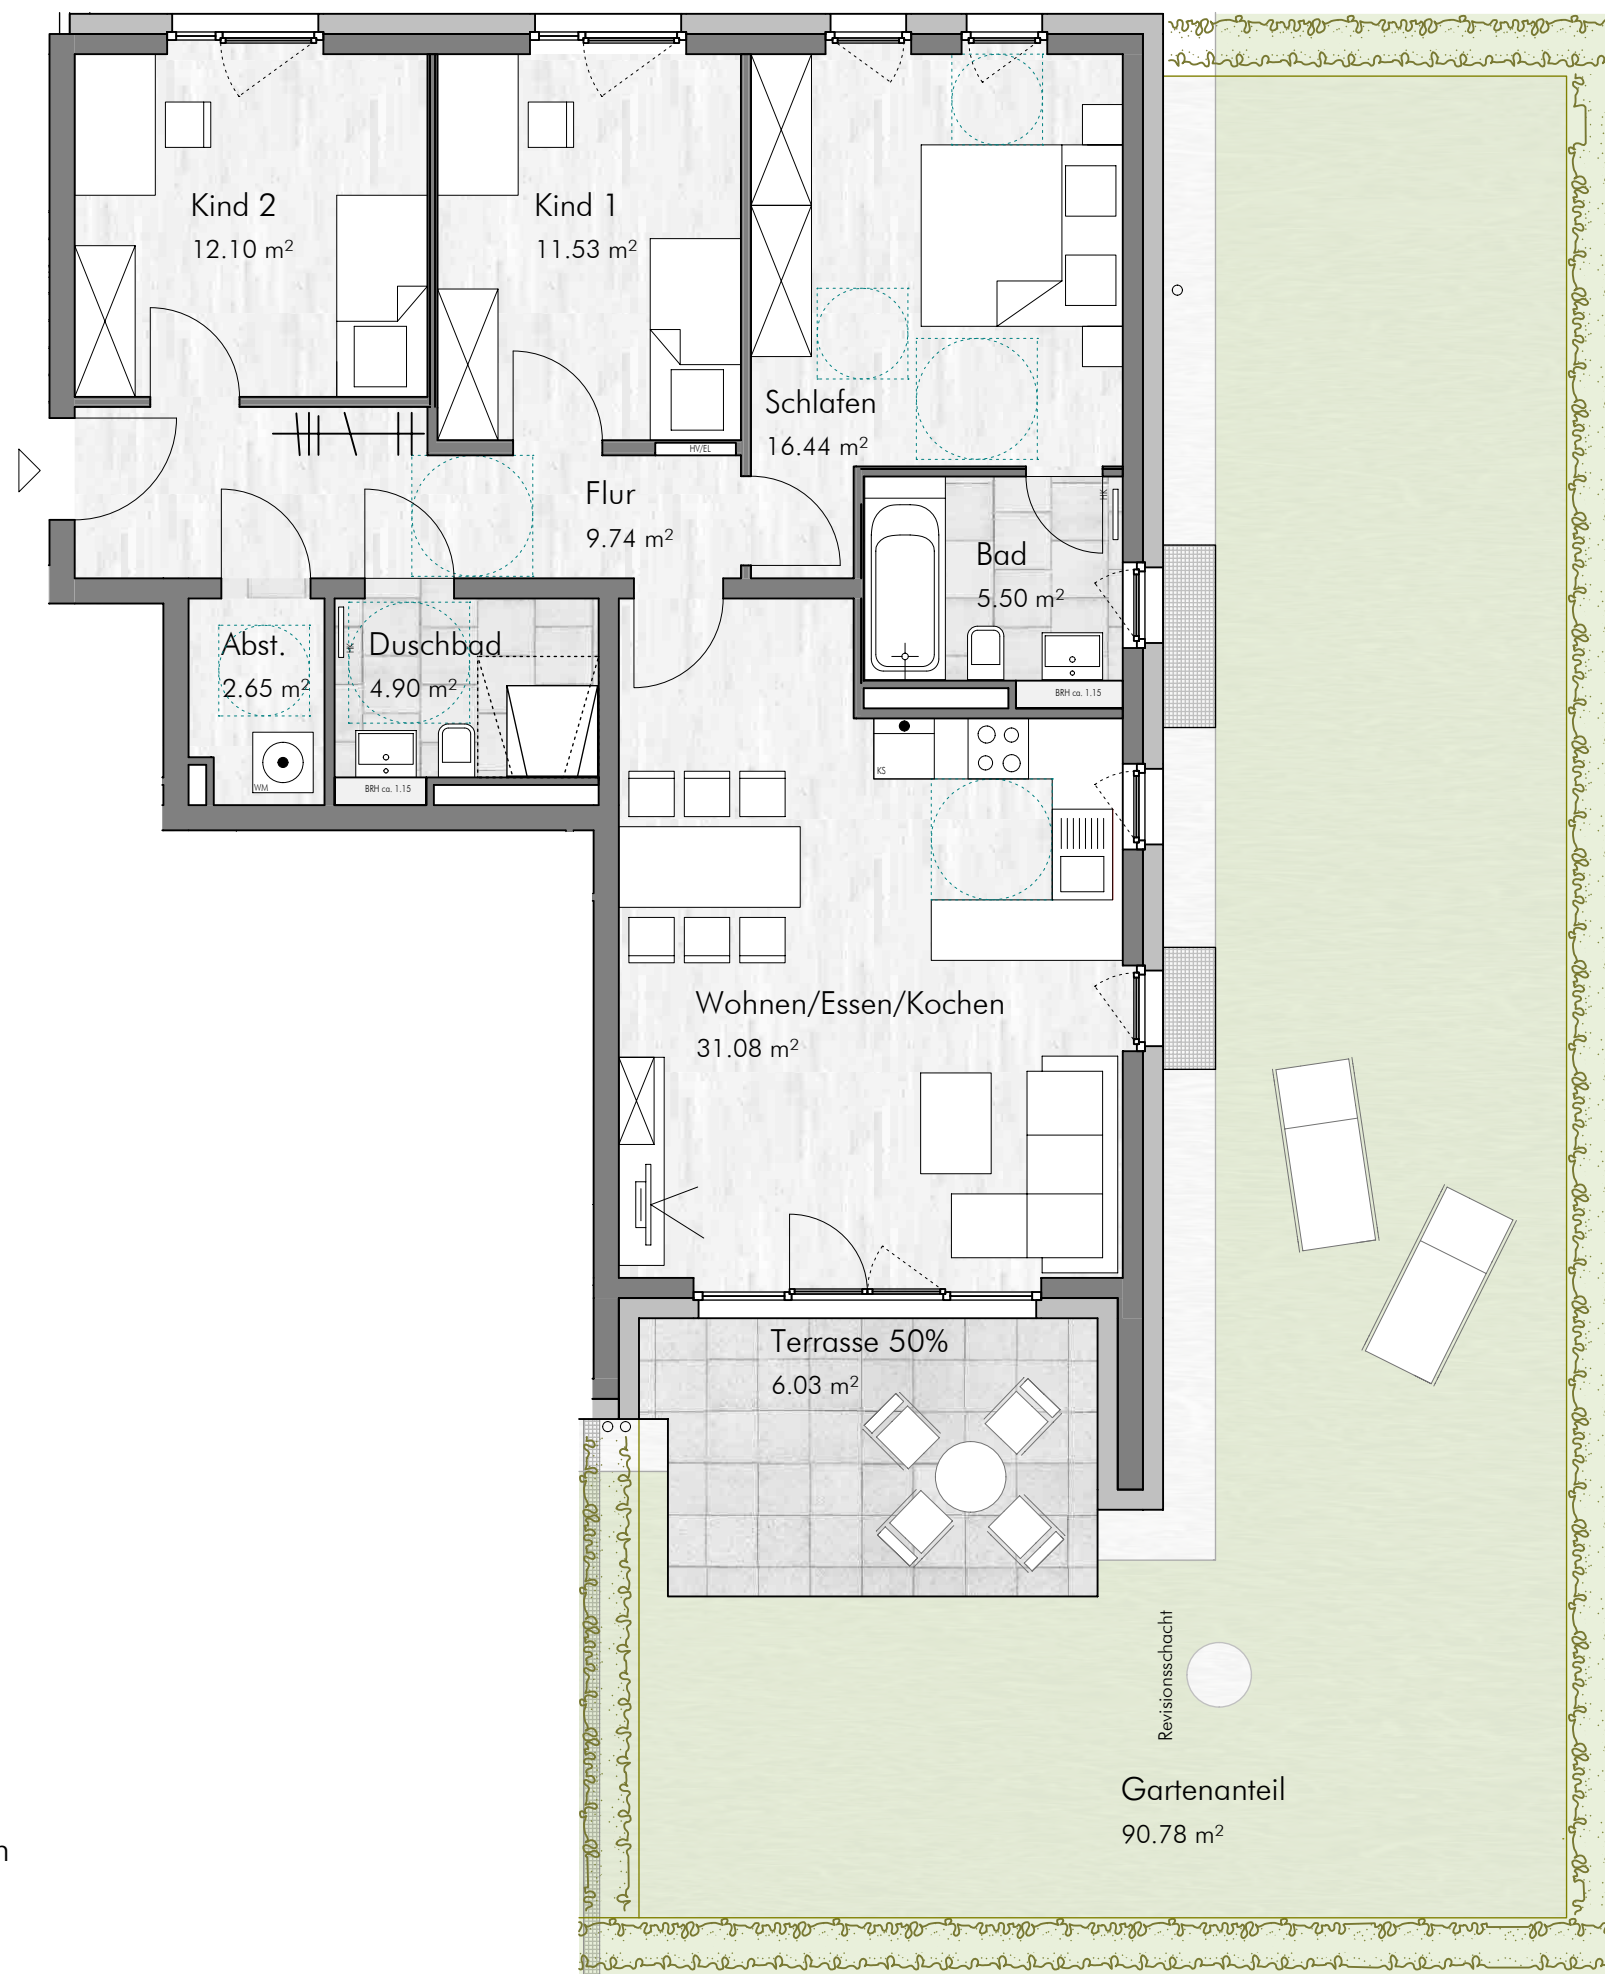 Kind 2
12.10 m²
Kind 1
11.53 m²
Schlafen
16.44 m²
HV/EL
Flur
9.74 m²
HK
Bad
5.50 m²
BRH ca. 1.15
Abst.
2.65 m²
WM
HK
Duschbad
4.90 m²
BRH ca. 1.15
KS
Wohnen/Essen/Kochen
31.08 m²
Terrasse 50%
6.03 m²
Revisionsschacht
Gartenanteil
90.78 m²